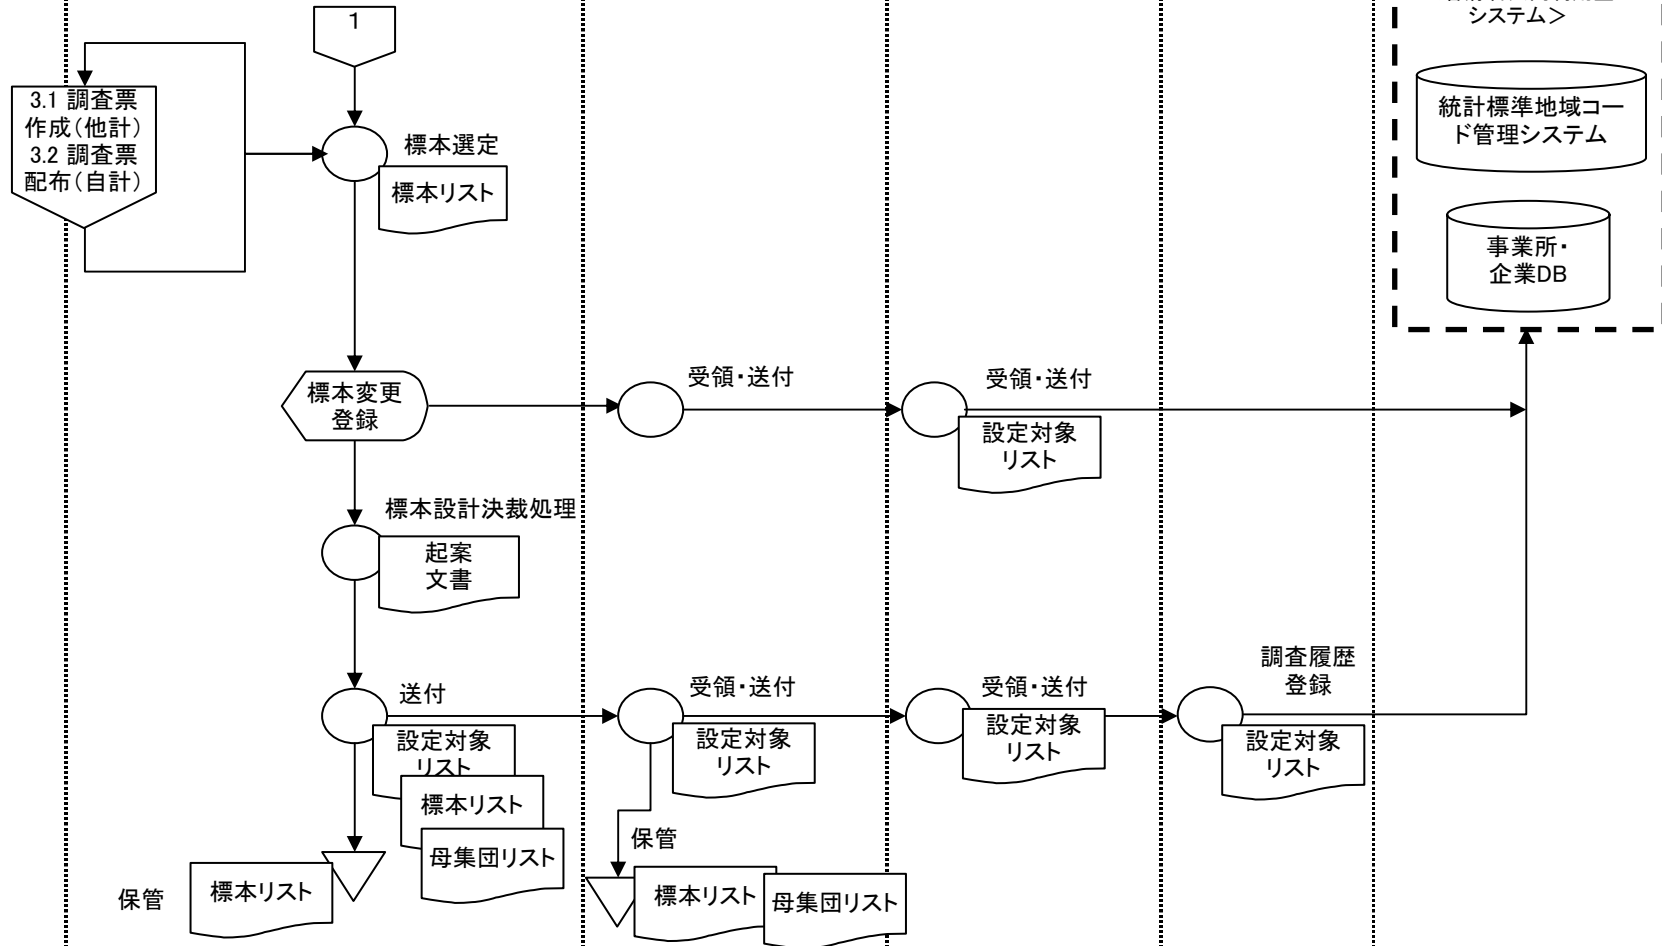 システム＞
1
統計標準地域コー
ド管理システム
3.1 調査票
作成（他計）
3.2 調査票
配布（自計）
標本選定
標本リスト
事業所・
企業DB
標本変更
登録
受領・送付
受領・送付
設定対象
リスト
標本設計決裁処理
起案
文書
送付
設定対象
リスト
標本リスト
母集団リスト
受領・送付
設定対象
リスト
受領・送付
設定対象
リスト
調査履歴
登録
設定対象
リスト
保管
標本リスト
保管
標本リスト
母集団リスト